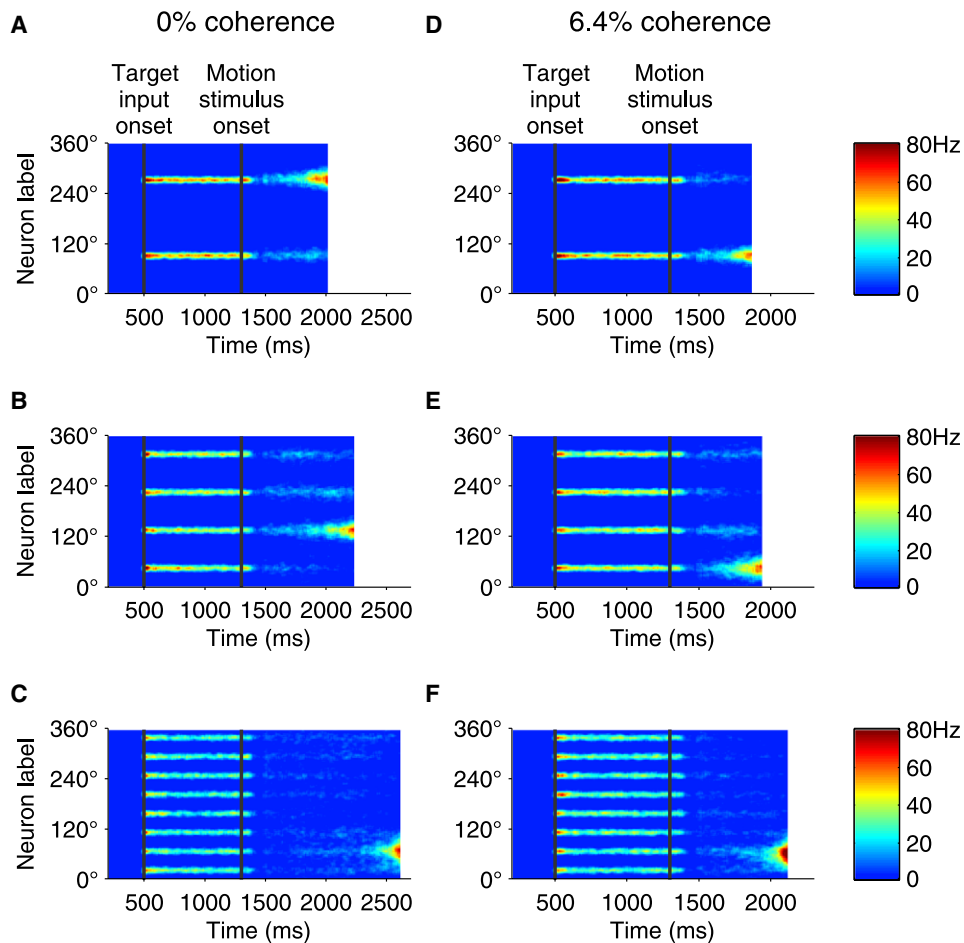 A 0% coherence
D 6.4% coherence
Target input onset
Motion stimulus onset
Target input onset
Motion stimulus onset
Neuron label
360°
240°
120°
0°
500 1000 1500 2000 2500
Time (ms)
360°
240°
120°
0°
500 1000 1500 2000
Time (ms)
80Hz
60
40
20
0
B
Neuron label
360°
240°
120°
0°
500 1000 1500 2000 2500
Time (ms)
E
360°
240°
120°
0°
500 1000 1500 2000
Time (ms)
80Hz
60
40
20
0
C
Neuron label
360°
240°
120°
0°
500 1000 1500 2000 2500
Time (ms)
F
360°
240°
120°
0°
500 1000 1500 2000
Time (ms)
80Hz
60
40
20
0